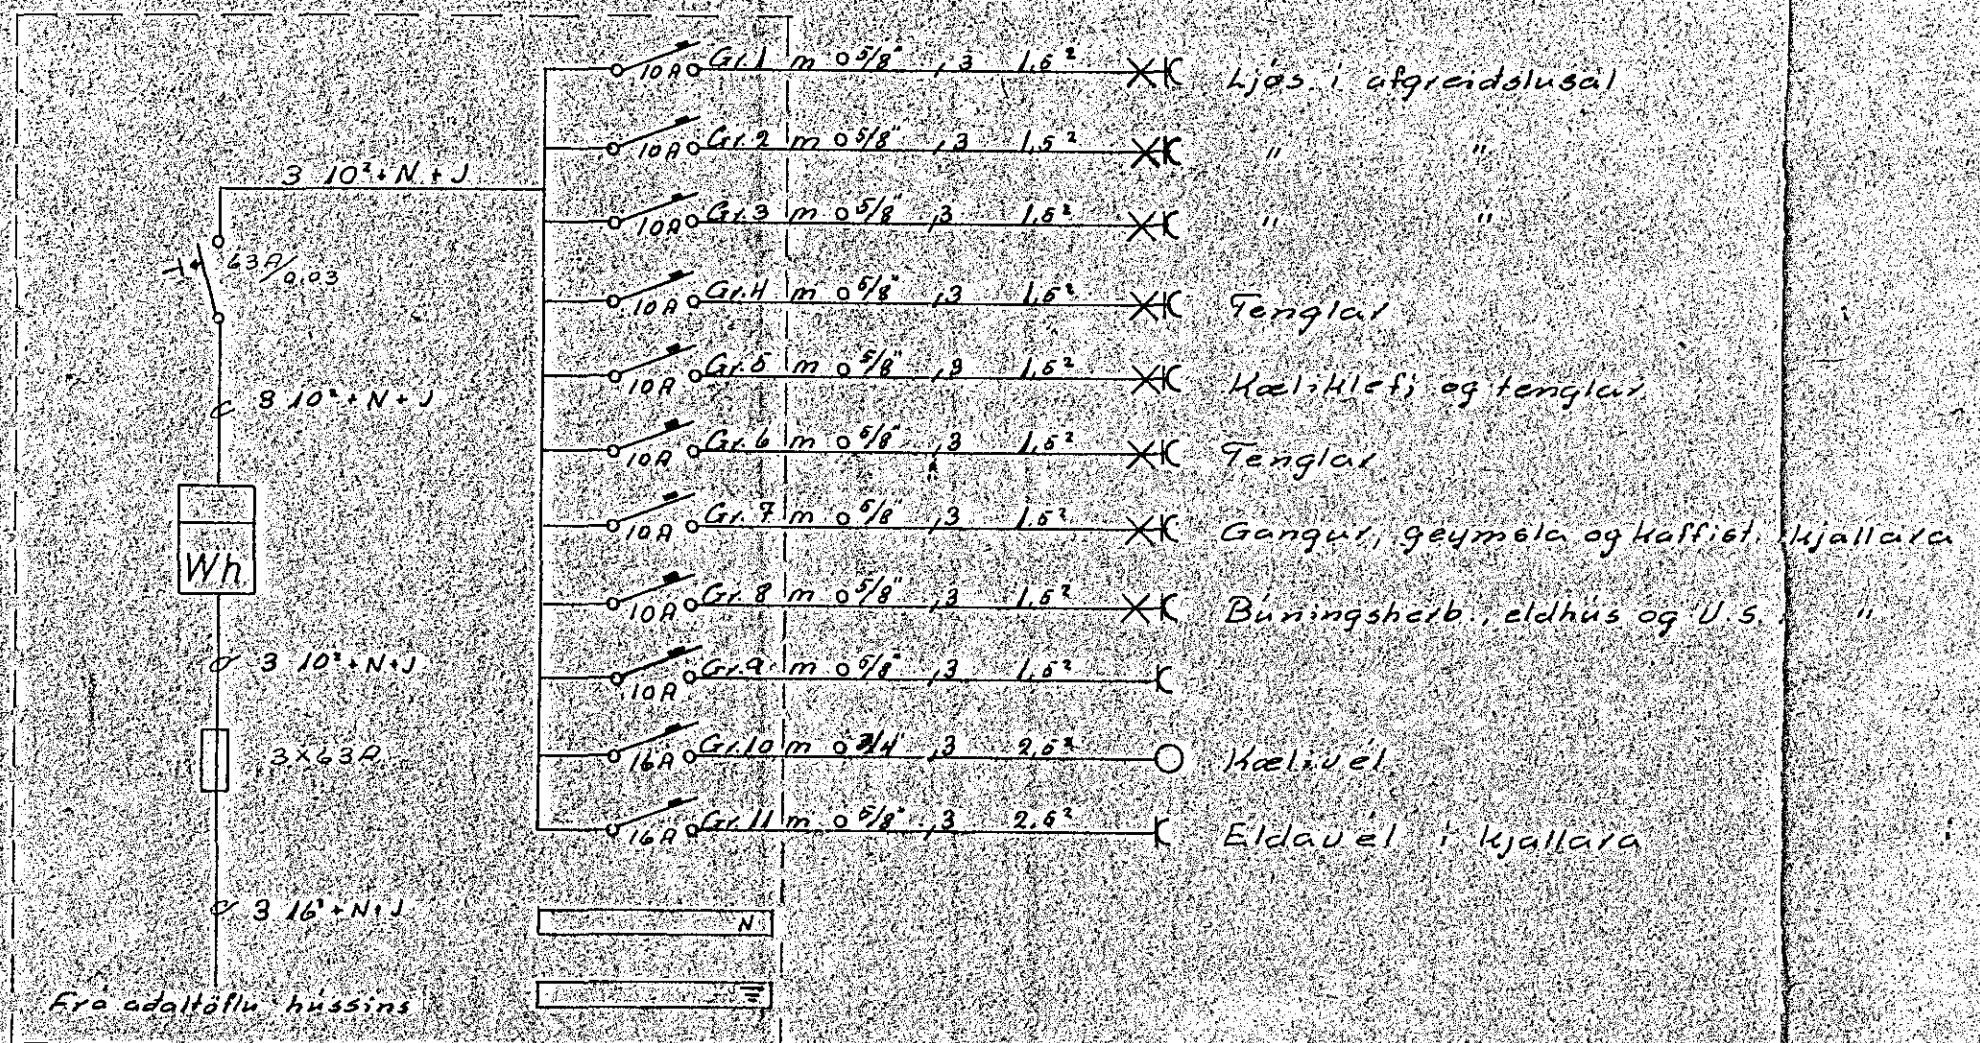 10A Gr.1 m o 5/8" ,3 1,5² Ljós í afgreiðslusal
10A Gr.2 m o 5/8" ,3 1,5² " "
10A Gr.3 m o 5/8" ,3 1,5² " "
10A Gr.4 m o 5/8" ,3 1,5² Tenglar
10A Gr.5 m o 5/8" ,3 1,5² Kæliklefi og tenglar
10A Gr.6 m o 5/8" ,3 1,5² Tenglar
10A Gr.7 m o 5/8" ,3 1,5² Gangur, geymsla og kaffist. kjallara
10A Gr.8 m o 5/8" ,3 1,5² Búningsherb., eldhús og U.S. "
10A Gr.9 m o 5/8" ,3 1,5²
16A Gr.10 m o 3/4" ,3 2,5² Kælivél
16A Gr.11 m o 5/8" ,3 2,5² Eldavél í kjallara
3 10² + N + J
63A/0.03
3 10² + N + J
Wh
3 10² + N + J
3x63A
3 16² + N + J
Frá aðaltöflu hússins
N